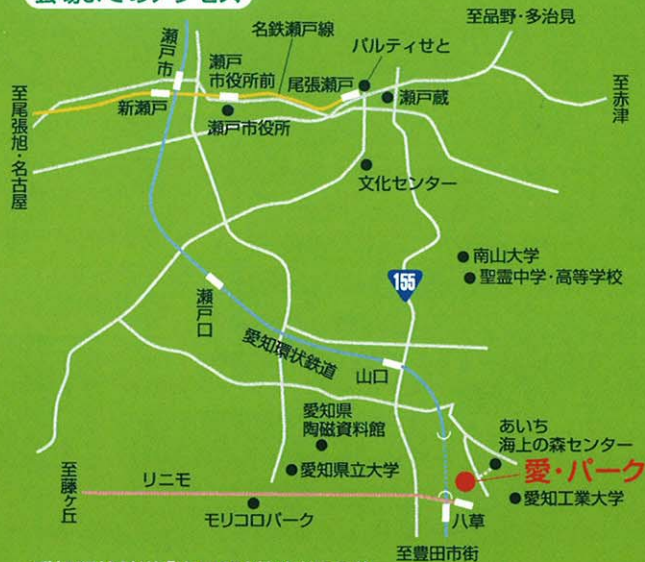 会場までのアクセス
至品野・多治見
名鉄瀬戸線
パルティせと
瀬戸市
瀬戸
市役所前
尾張瀬戸
瀬戸蔵
至赤津
新瀬戸
瀬戸市役所
至尾張旭・名古屋
文化センター
南山大学
聖霊中学・高等学校
155
瀬戸口
愛知環状鉄道
山口
愛知県
陶磁資料館
あいち
海上の森センター
愛・パーク
愛知県立大学
至藤ヶ丘
リニモ
愛知工業大学
モリコロパーク
八草
至豊田市街